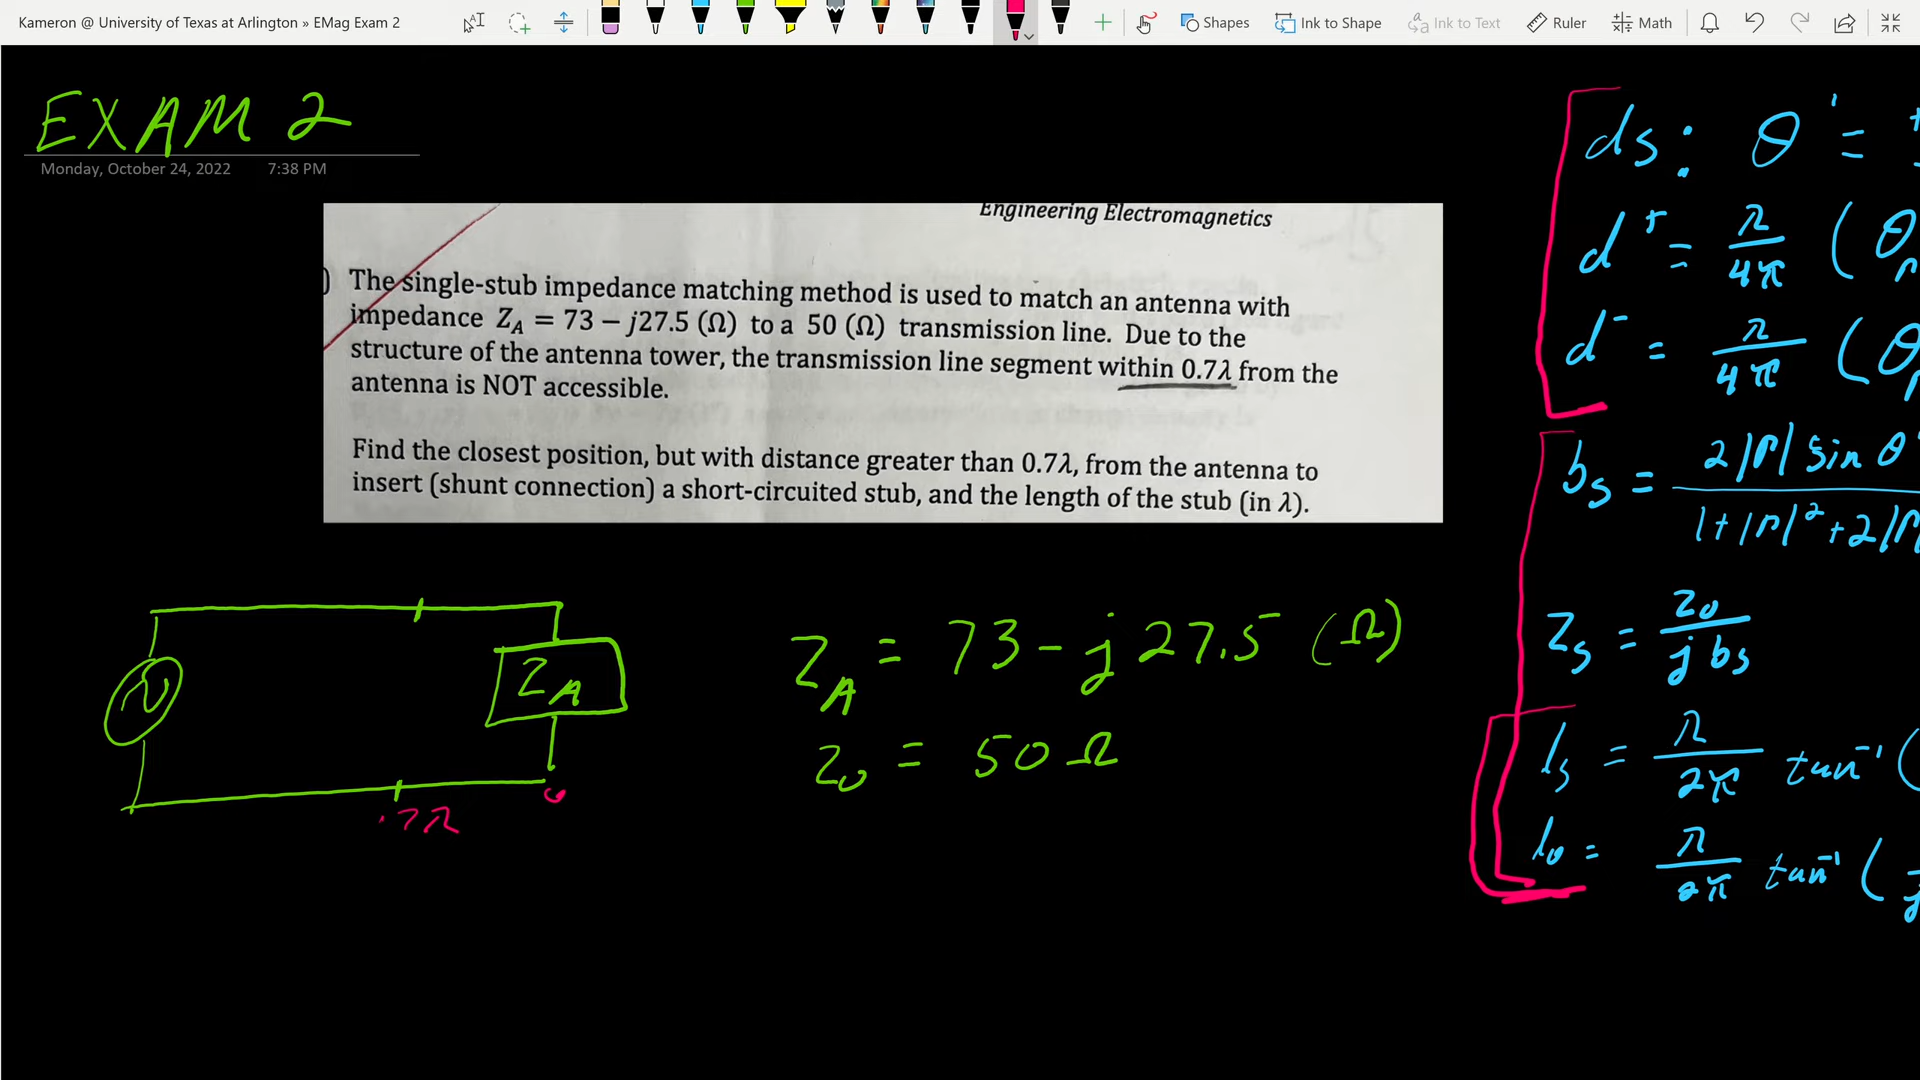 Kameron @ University of Texas at Arlington » EMag Exam 2
Shapes
Ink to Shape
Ink to Text
Ruler
Math
EXAM 2
Monday, October 24, 2022 7:38 PM
Engineering Electromagnetics
) The single-stub impedance matching method is used to match an antenna with
impedance Z_A = 73 − j27.5 (Ω) to a 50 (Ω) transmission line. Due to the
structure of the antenna tower, the transmission line segment within 0.7λ from the
antenna is NOT accessible.
Find the closest position, but with distance greater than 0.7λ, from the antenna to
insert (shunt connection) a short-circuited stub, and the length of the stub (in λ).
Z_A
.7λ
Z_A = 73 - j27.5 (Ω)
Z_0 = 50 Ω
ds: θ' =
d^+ = λ/4π (θ
d^- = λ/4π (θ
b_s = 2|Γ| sin θ' / 1+|Γ|²+2|Γ
Z_s = Z_0 / j b_s
l_s = λ/2π tan⁻¹ (
l_o = λ/2π tan⁻¹ (